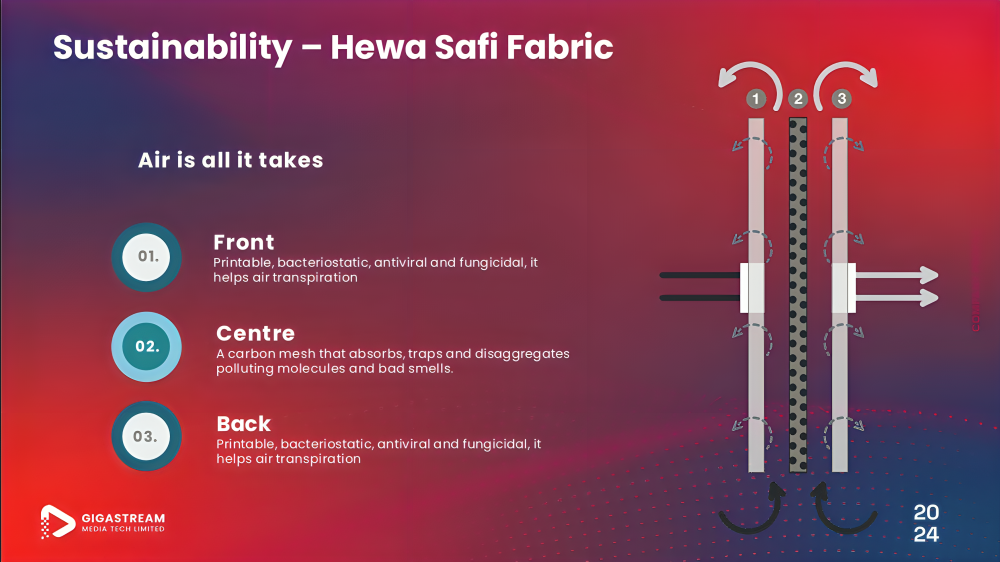 Sustainability – Hewa Safi Fabric
Air is all it takes
01.
Front
Printable, bacteriostatic, antiviral and fungicidal, it
helps air transpiration
02.
Centre
A carbon mesh that absorbs, traps and disaggregates
polluting molecules and bad smells.
03.
Back
Printable, bacteriostatic, antiviral and fungicidal, it
helps air transpiration
1 2 3
GIGASTREAM
MEDIA TECH LIMITED
20
24